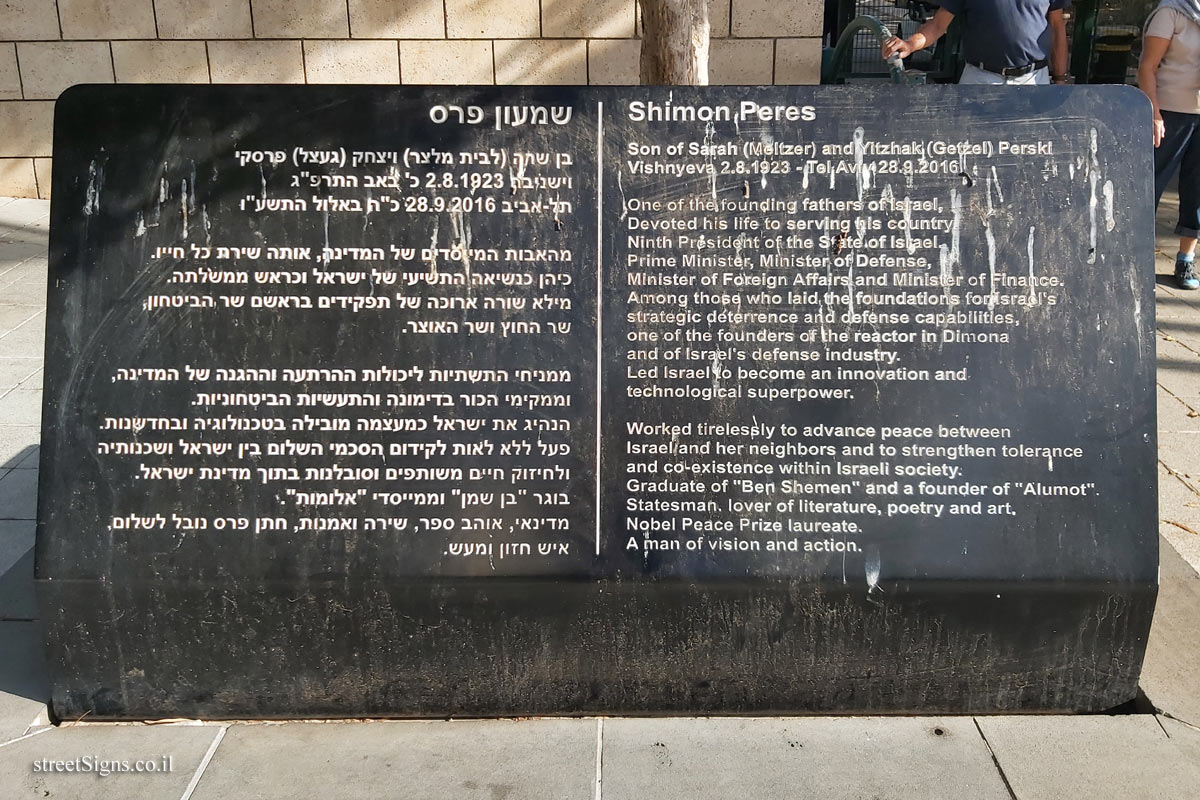 שמעון פרס
בן שרה (לבית מלצר) ויצחק (געצל) פרסקי
וישניבה 2.8.1923 כ' באב התרפ"ג
תל-אביב 28.9.2016 כ"ה באלול התשע"ו
מהאבות המייסדים של המדינה, אותה שירת כל חייו.
כיהן כנשיאה התשיעי של ישראל וכראש ממשלתה.
מילא שורה ארוכה של תפקידים בראשם שר הביטחון,
שר החוץ ושר האוצר.
ממניחי התשתיות ליכולות ההרתעה וההגנה של המדינה,
וממקימי הכור בדימונה והתעשיות הביטחוניות.
הנהיג את ישראל כמעצמה מובילה בטכנולוגיה ובחדשנות.
פעל ללא לאות לקידום הסכמי השלום בין ישראל ושכנותיה
ולחיזוק חיים משותפים וסובלנות בתוך מדינת ישראל.
בוגר "בן שמן" וממייסדי "אלומות".
מדינאי, אוהב ספר, שירה ואמנות, חתן פרס נובל לשלום,
איש חזון ומעש.
Shimon Peres
Son of Sarah (Meltzer) and Yitzhak (Getzel) Perski
Vishnyeva 2.8.1923 - Tel Aviv 28.9.2016
One of the founding fathers of Israel,
Devoted his life to serving his country
Ninth President of the State of Israel.
Prime Minister, Minister of Defense,
Minister of Foreign Affairs and Minister of Finance.
Among those who laid the foundations for Israel's
strategic deterrence and defense capabilities,
one of the founders of the reactor in Dimona
and of Israel's defense industry.
Led Israel to become an innovation and
technological superpower.
Worked tirelessly to advance peace between
Israel and her neighbors and to strengthen tolerance
and co-existence within Israeli society.
Graduate of "Ben Shemen" and a founder of "Alumot".
Statesman, lover of literature, poetry and art,
Nobel Peace Prize laureate.
A man of vision and action.
streetSigns.co.il